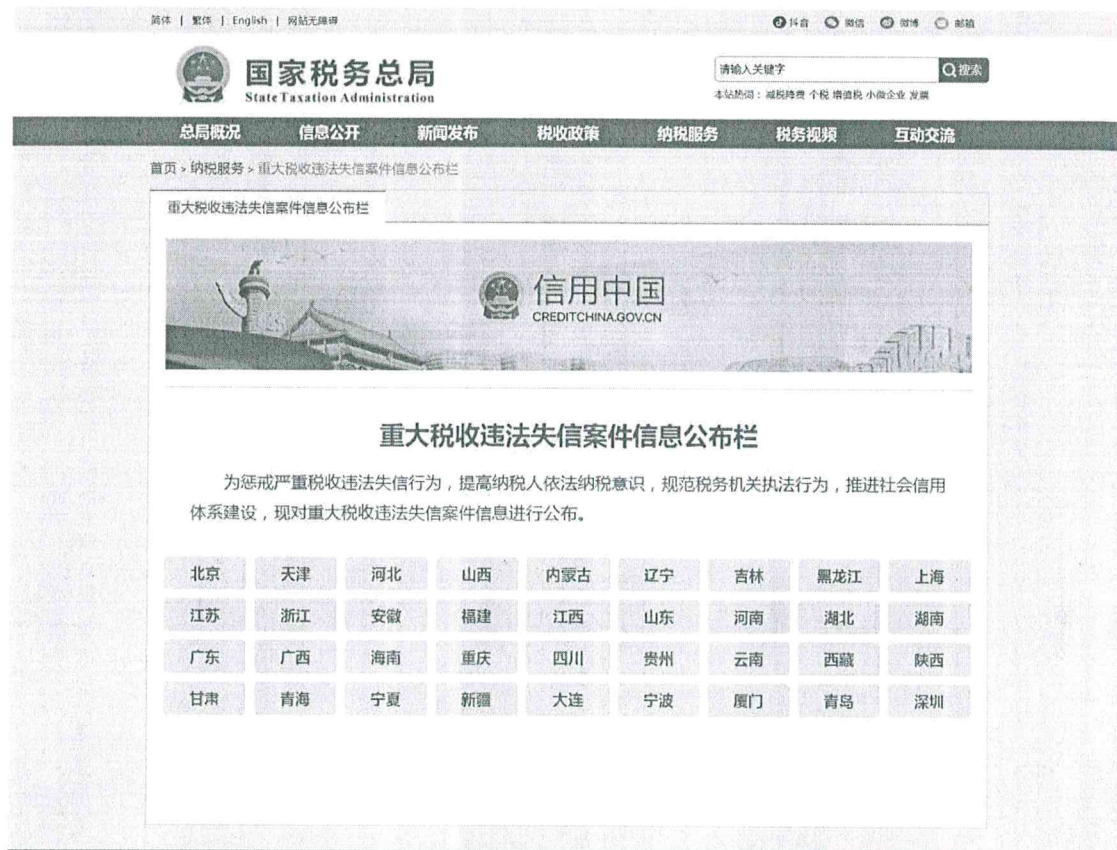 简体 | 繁体 | English | 网站无障碍
抖音 微信 微博 邮箱
国家税务总局
State Taxation Administration
请输入关键字
搜索
本站热词：减税降费 个税 增值税 小微企业 发票
总局概况 信息公开 新闻发布 税收政策 纳税服务 税务视频 互动交流
首页 > 纳税服务 > 重大税收违法失信案件信息公布栏
重大税收违法失信案件信息公布栏
信用中国
CREDITCHINA.GOV.CN
重大税收违法失信案件信息公布栏
为惩戒严重税收违法失信行为，提高纳税人依法纳税意识，规范税务机关执法行为，推进社会信用
体系建设，现对重大税收违法失信案件信息进行公布。
北京 天津 河北 山西 内蒙古 辽宁 吉林 黑龙江 上海
江苏 浙江 安徽 福建 江西 山东 河南 湖北 湖南
广东 广西 海南 重庆 四川 贵州 云南 西藏 陕西
甘肃 青海 宁夏 新疆 大连 宁波 厦门 青岛 深圳